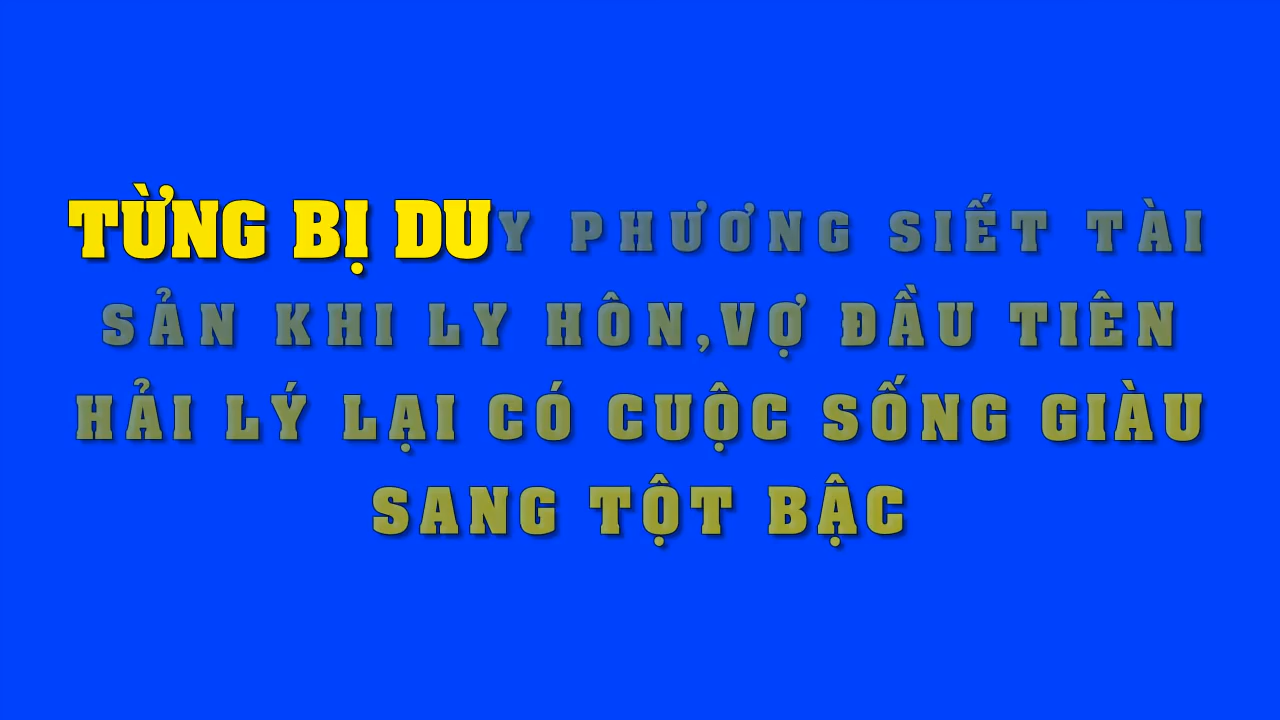 TỪNG BỊ DUY PHƯƠNG SIẾT TÀI
SẢN KHI LY HÔN,VỢ ĐẦU TIÊN
HẢI LÝ LẠI CÓ CUỘC SỐNG GIÀU
SANG TỘT BẬC